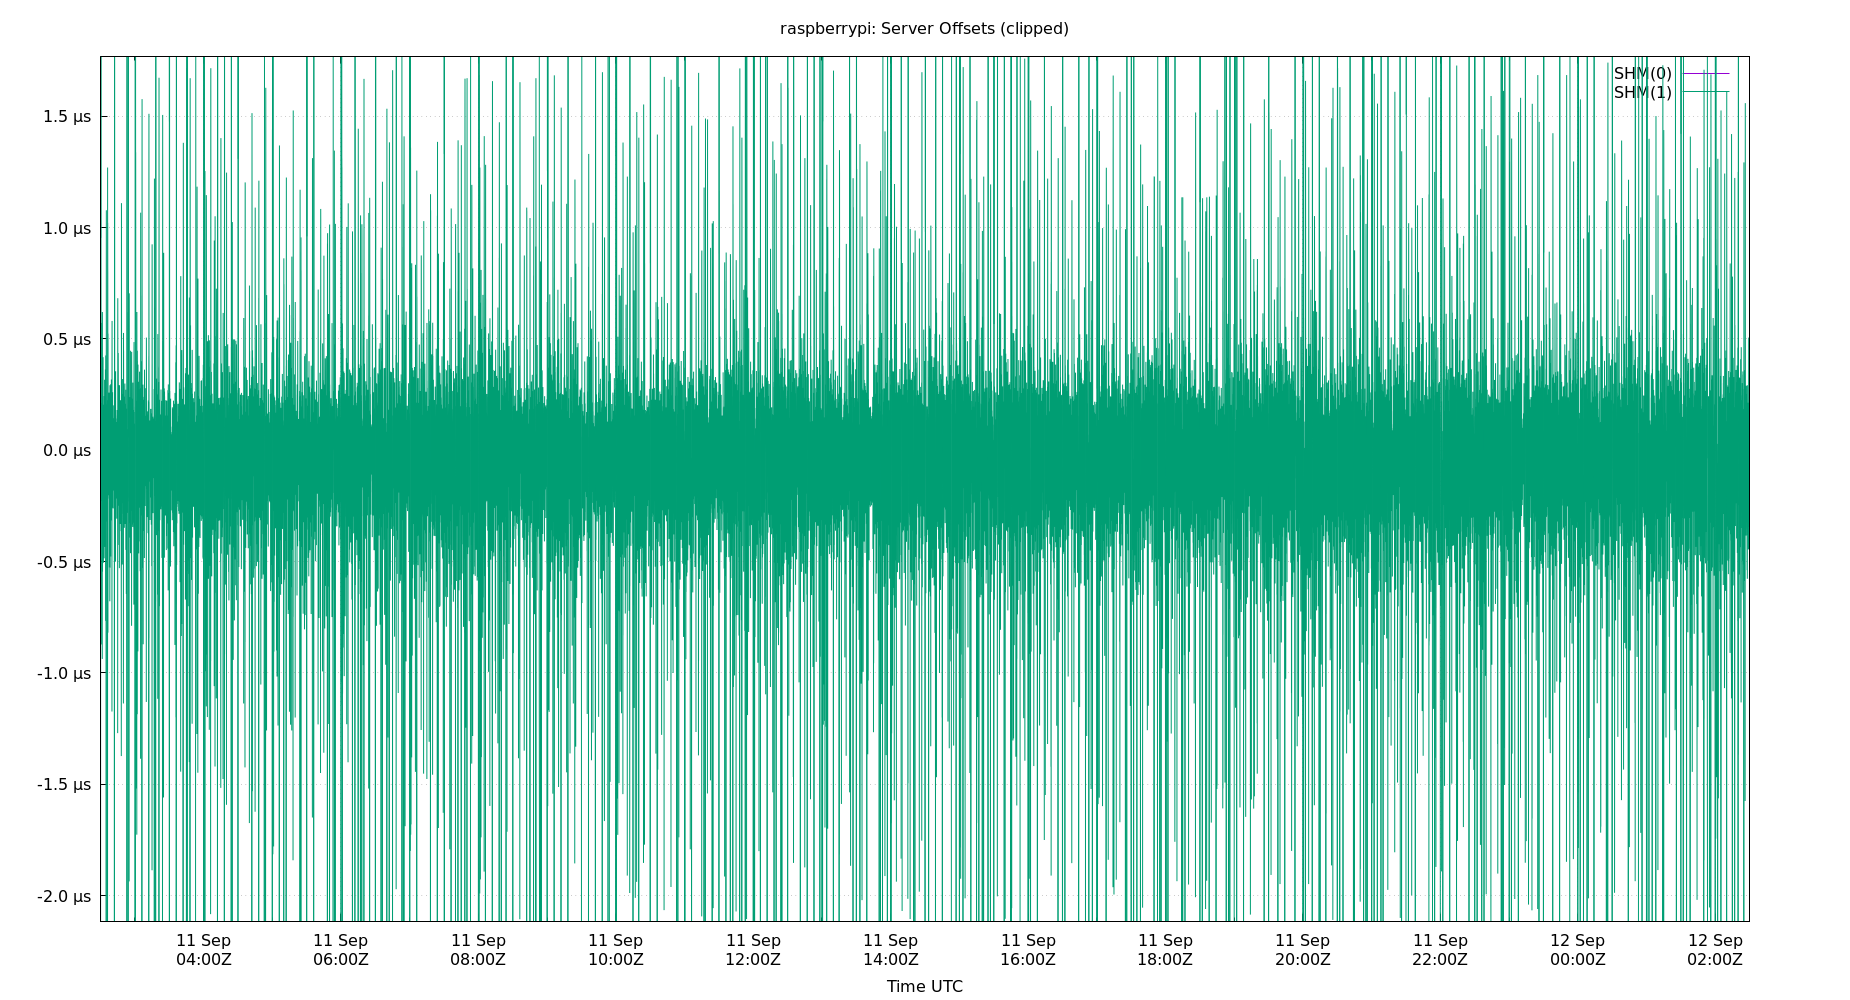 raspberrypi: Server Offsets (clipped)
SHM(0)
SHM(1)
1.5 µs
1.0 µs
0.5 µs
0.0 µs
-0.5 µs
-1.0 µs
-1.5 µs
-2.0 µs
11 Sep 11 Sep 11 Sep 11 Sep 11 Sep 11 Sep 11 Sep 11 Sep 11 Sep 11 Sep 12 Sep 12 Sep
04:00Z 06:00Z 08:00Z 10:00Z 12:00Z 14:00Z 16:00Z 18:00Z 20:00Z 22:00Z 00:00Z 02:00Z
Time UTC